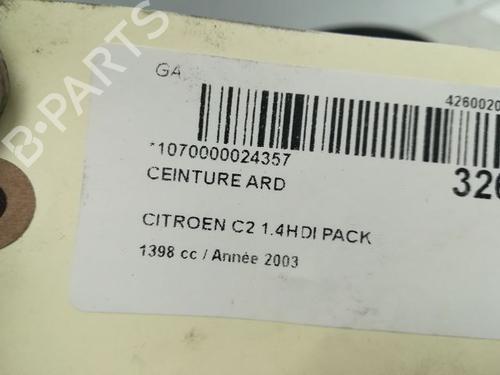 GA
4260020
*1070000024357
326
CEINTURE ARD
CITROEN C2 1.4HDI PACK
1398 cc / Année 2003
B-PARTS